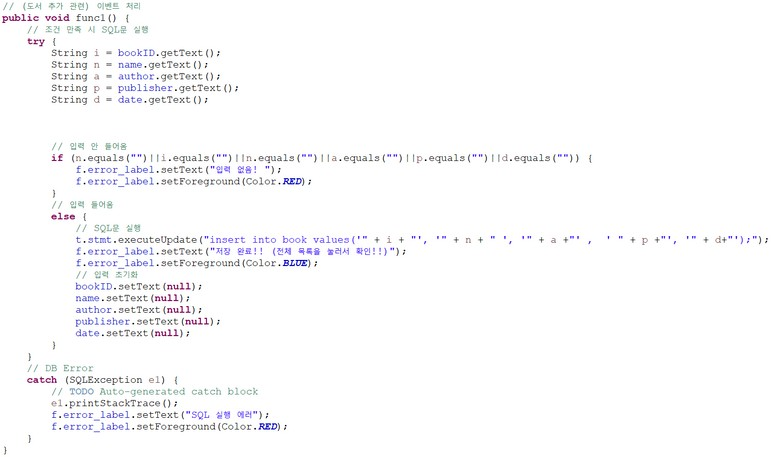 // (도서 추가 관련) 이벤트 처리
public void func1() {
    // 조건 만족 시 SQL문 실행
    try {
        String i = bookID.getText();
        String n = name.getText();
        String a = author.getText();
        String p = publisher.getText();
        String d = date.getText();
        // 입력 안 들어옴
        if (n.equals("")||i.equals("")||n.equals("")||a.equals("")||p.equals("")||d.equals("")) {
            f.error_label.setText("입력 없음! ");
            f.error_label.setForeground(Color.RED);
        }
        // 입력 들어옴
        else {
            // SQL문 실행
            t.stmt.executeUpdate("insert into book values('" + i + "', '" + n + " ', '" + a +"' ,  ' " + p +"', '" + d+"');");
            f.error_label.setText("저장 완료!! (전체 목록을 눌러서 확인!!)");
            f.error_label.setForeground(Color.BLUE);
            // 입력 초기화
            bookID.setText(null);
            name.setText(null);
            author.setText(null);
            publisher.setText(null);
            date.setText(null);
        }
    }
    // DB Error
    catch (SQLException e1) {
        // TODO Auto-generated catch block
        e1.printStackTrace();
        f.error_label.setText("SQL 실행 에러");
        f.error_label.setForeground(Color.RED);
    }
}